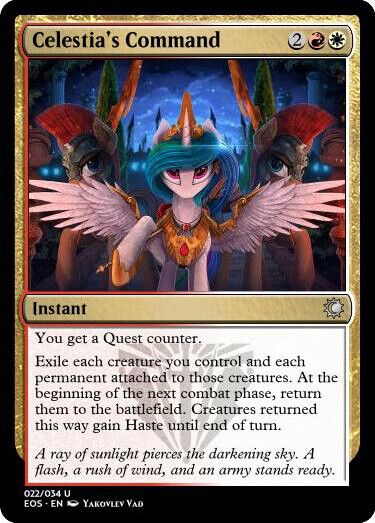 Celestia's Command 2
Instant
You get a Quest counter.
Exile each creature you control and each
permanent attached to those creatures. At the
beginning of the next combat phase, return
them to the battlefield. Creatures returned
this way gain Haste until end of turn.
A ray of sunlight pierces the darkening sky. A
flash, a rush of wind, and an army stands ready.
022/034 U
EOS • EN Yakovlev Vad